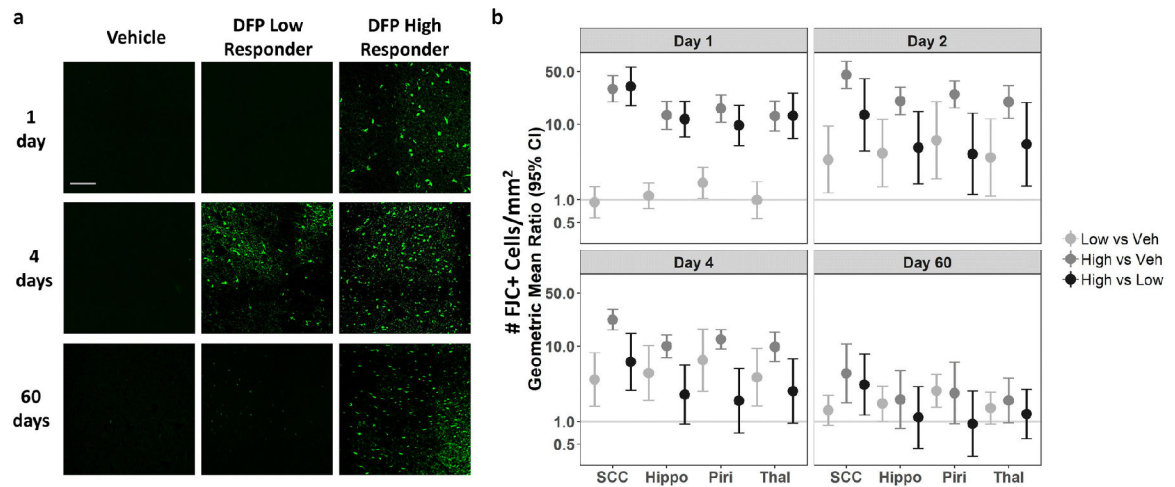 a
Vehicle
DFP Low
Responder
DFP High
Responder
1
day
4
days
60
days
b
# FJC+ Cells/mm²
Geometric Mean Ratio (95% CI)
Day 1
Day 2
50.0
10.0
1.0
0.5
Day 4
Day 60
50.0
10.0
1.0
0.5
SCC Hippo Piri Thal
SCC Hippo Piri Thal
Low vs Veh
High vs Veh
High vs Low